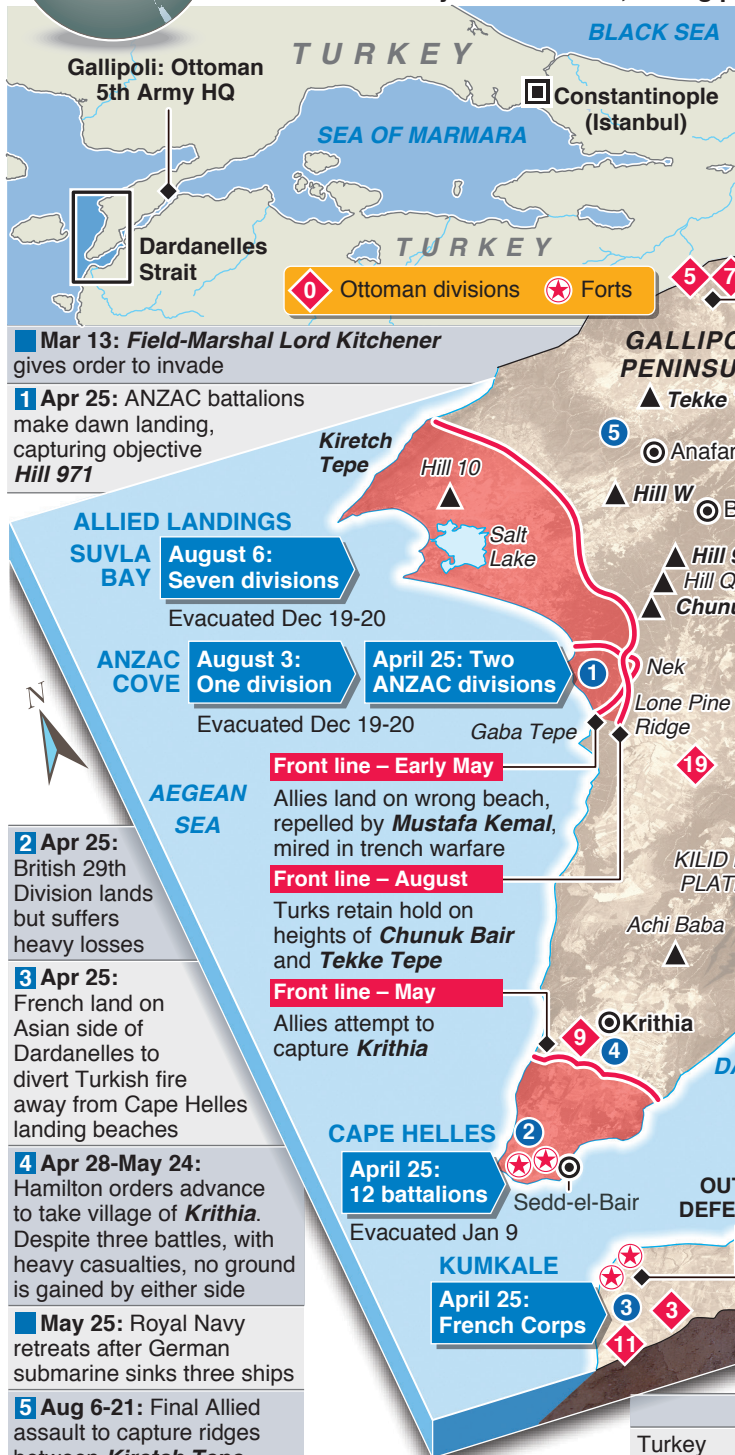 BLACK SEA
TURKEY
Gallipoli: Ottoman
5th Army HQ
Constantinople
(Istanbul)
SEA OF MARMARA
Dardanelles
Strait
TURKEY
0 Ottoman divisions
Forts
5
7
Mar 13: Field-Marshal Lord Kitchener
gives order to invade
1 Apr 25: ANZAC battalions
make dawn landing,
capturing objective
Hill 971
GALLIPO
PENINSU
Tekke
5
Anafar
Kiretch
Tepe
Hill 10
Hill W
B
Salt
Lake
Hill 9
Hill Q
Chunu
ALLIED LANDINGS
SUVLA
BAY
August 6:
Seven divisions
Evacuated Dec 19-20
ANZAC
COVE
August 3:
One division
April 25: Two
ANZAC divisions
1
Nek
Evacuated Dec 19-20
Gaba Tepe
Lone Pine
Ridge
N
19
AEGEAN
SEA
Front line – Early May
Allies land on wrong beach,
repelled by Mustafa Kemal,
mired in trench warfare
Front line – August
Turks retain hold on
heights of Chunuk Bair
and Tekke Tepe
Front line – May
Allies attempt to
capture Krithia
KILID
PLAT
Achi Baba
9
Krithia
4
DA
2 Apr 25:
British 29th
Division lands
but suffers
heavy losses
3 Apr 25:
French land on
Asian side of
Dardanelles to
divert Turkish fire
away from Cape Helles
landing beaches
4 Apr 28-May 24:
Hamilton orders advance
to take village of Krithia.
Despite three battles, with
heavy casualties, no ground
is gained by either side
May 25: Royal Navy
retreats after German
submarine sinks three ships
5 Aug 6-21: Final Allied
assault to capture ridges
between Kiretch Tepe
CAPE HELLES
2
April 25:
12 battalions
Sedd-el-Bair
Evacuated Jan 9
OUT
DEFE
KUMKALE
April 25:
French Corps
3
3
11
Turkey